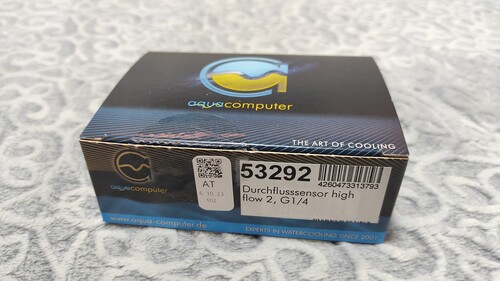 aquacomputer
THE ART OF COOLING
aquacomputer
AT
53292
4260473313793
Durchflusssensor high
flow 2, G1/4
www.aqua-computer.de
EXPERTS IN WATERCOOLING SINCE 2001